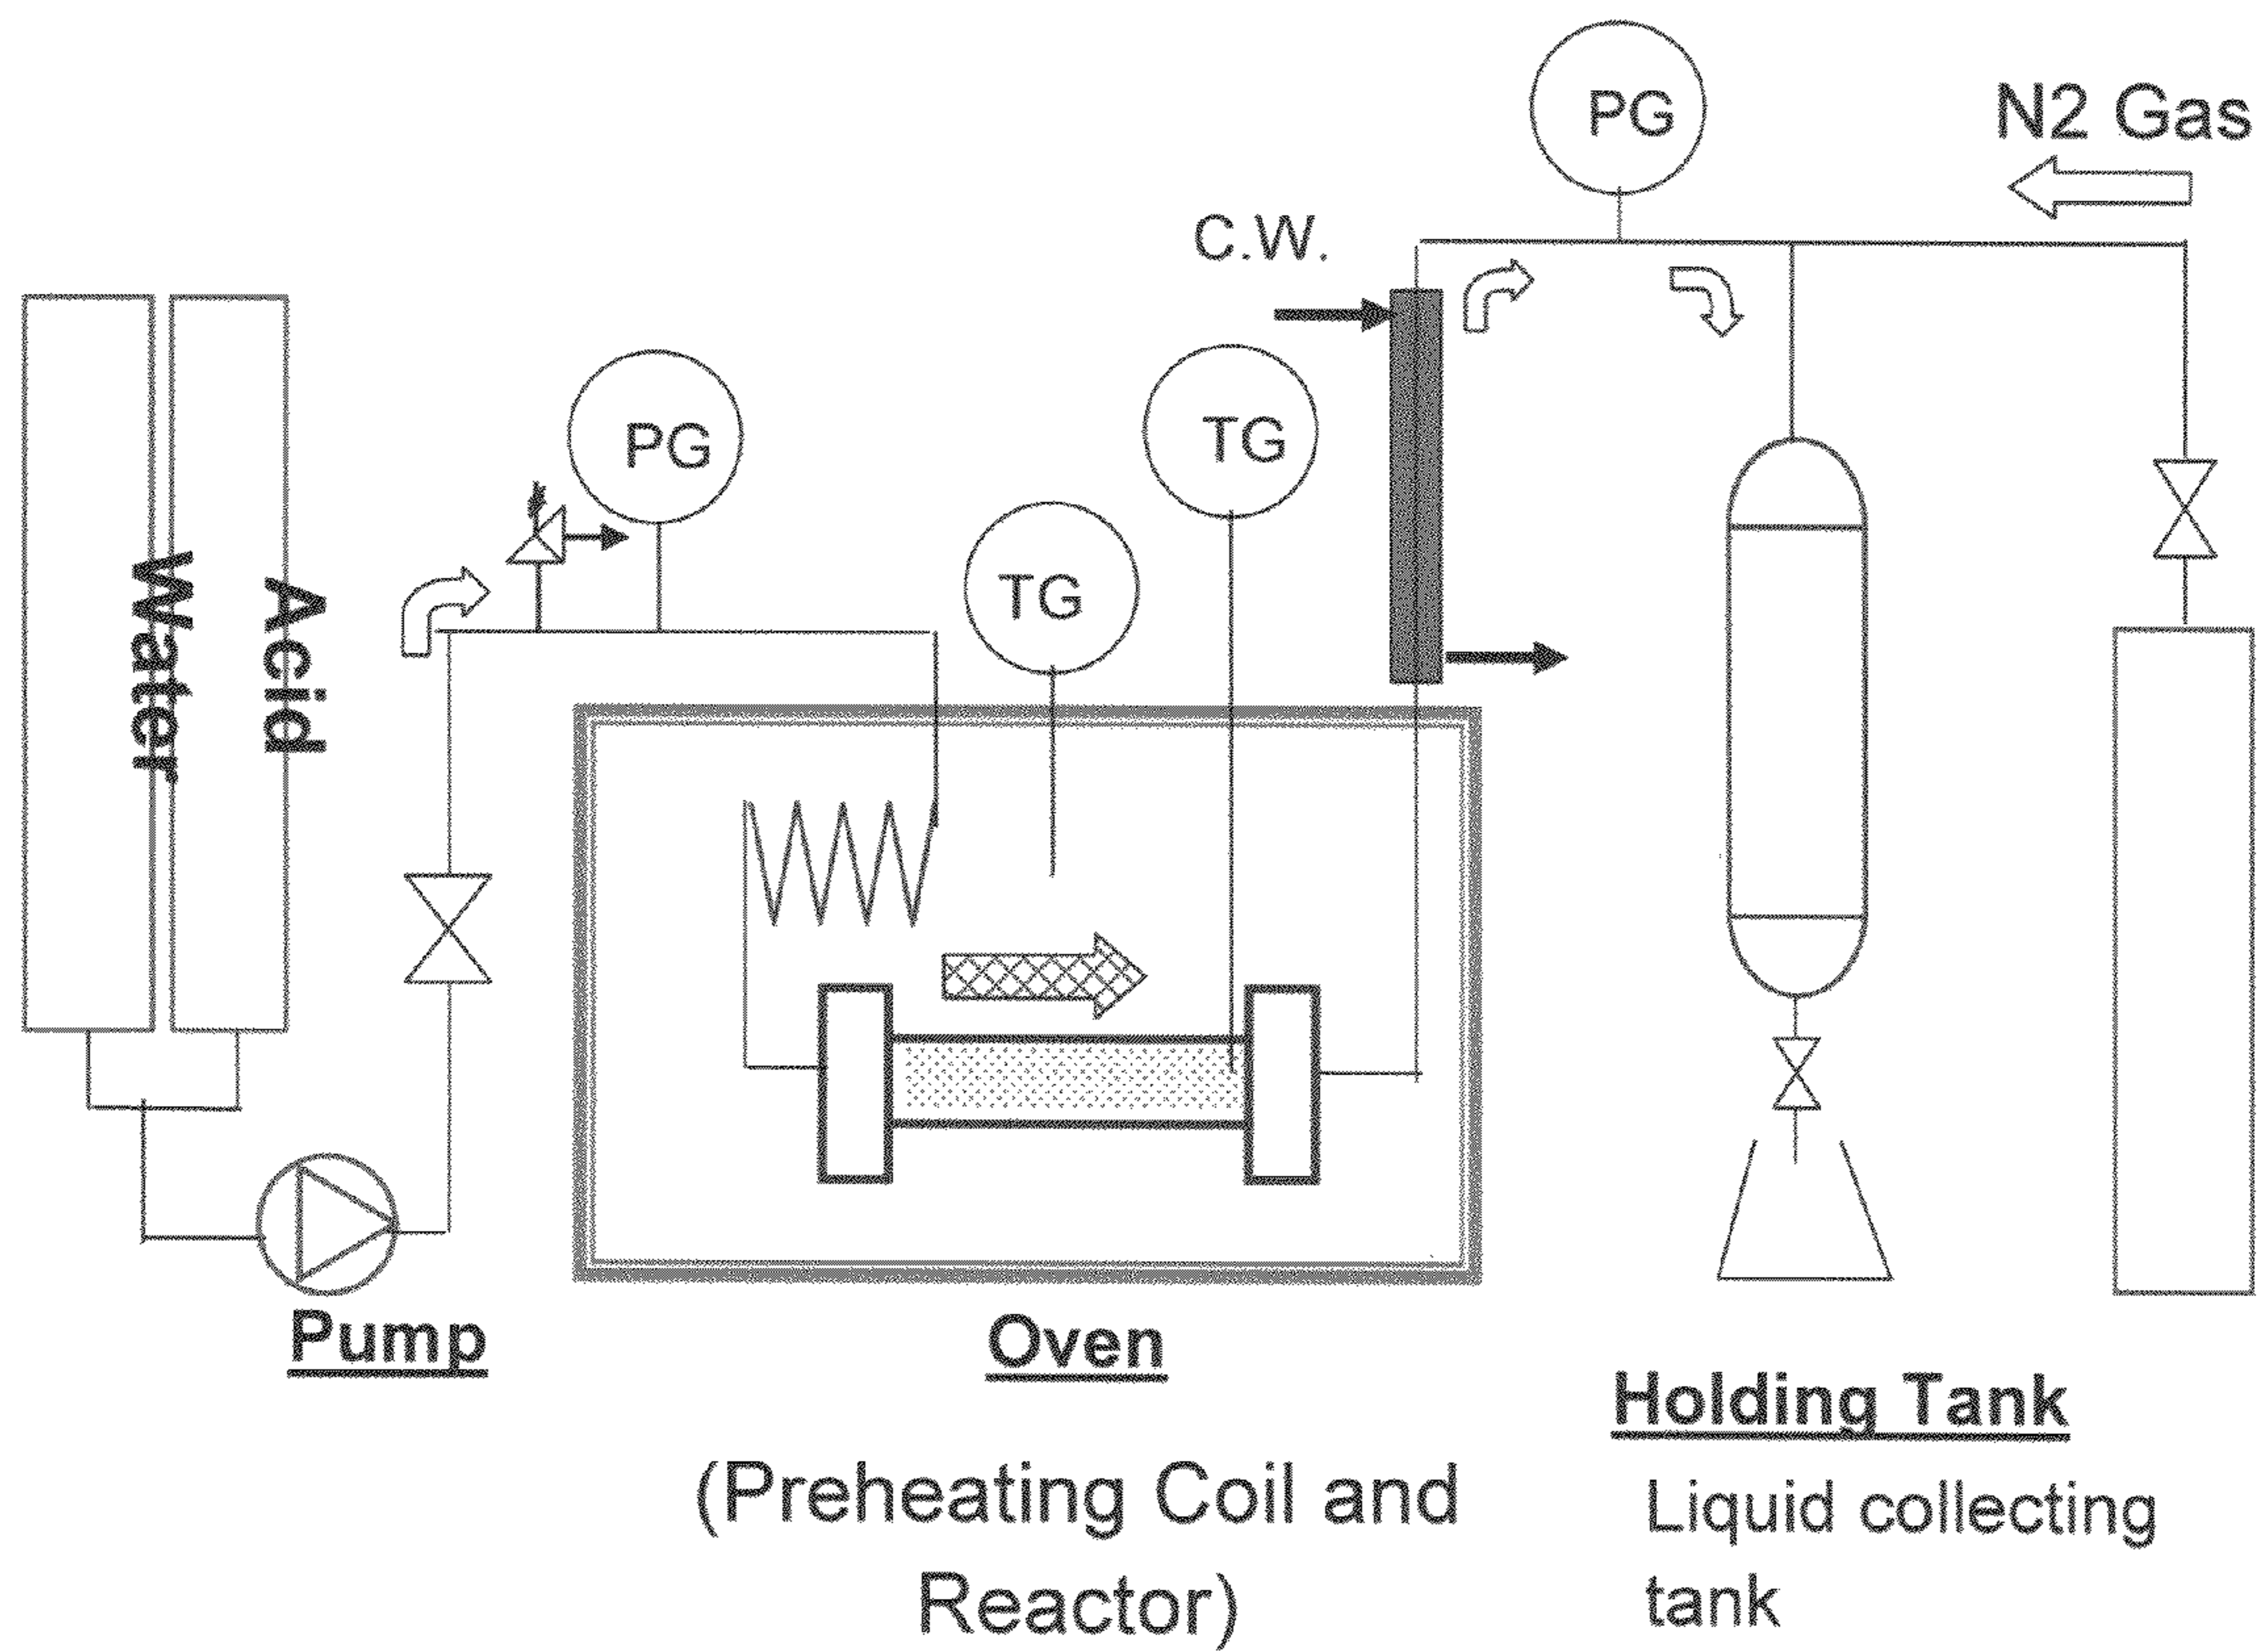 PG
N2 Gas
C.W.
PG
TG
TG
Water
Acid
Pump
Oven
(Preheating Coil and
Reactor)
Holding Tank
Liquid collecting
tank